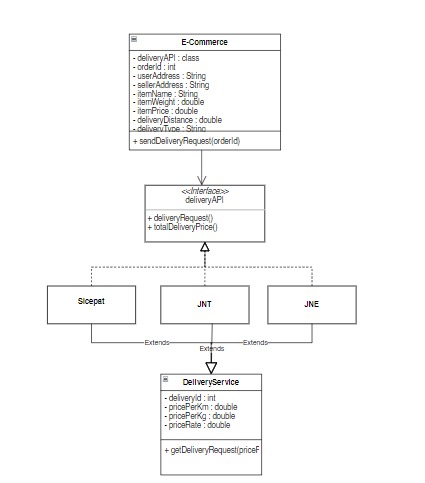 E-Commerce
- deliveryAPI : class
- orderId : int
- userAddress : String
- sellerAddress : String
- itemName : String
- itemWeight : double
- itemPrice : double
- deliveryDistance : double
- deliveryType : String
+ sendDeliveryRequest(orderId)
<<Interface>>
deliveryAPI
+ deliveryRequest()
+ totalDeliveryPrice()
Sicepat
JNT
JNE
Extends
Extends
Extends
DeliveryService
- deliveryId : int
- pricePerKm : double
- pricePerKg : double
- priceRate : double
+ getDeliveryRequest(priceF